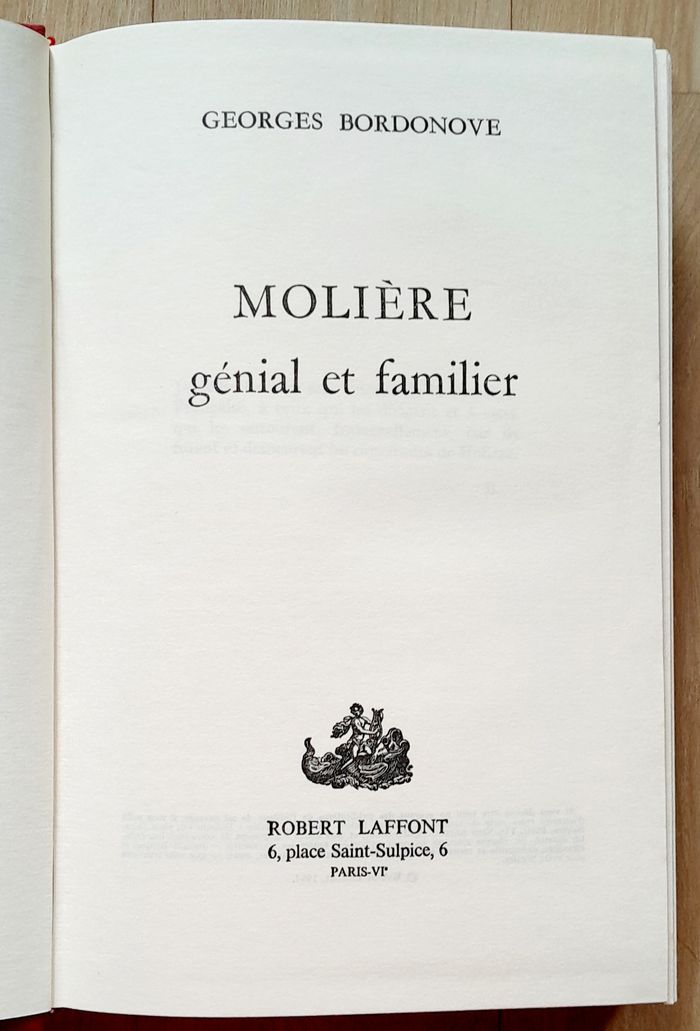 GEORGES BORDONOVE
MOLIÈRE
génial et familier
ROBERT LAFFONT
6, place Saint-Sulpice, 6
PARIS-VIᵉ